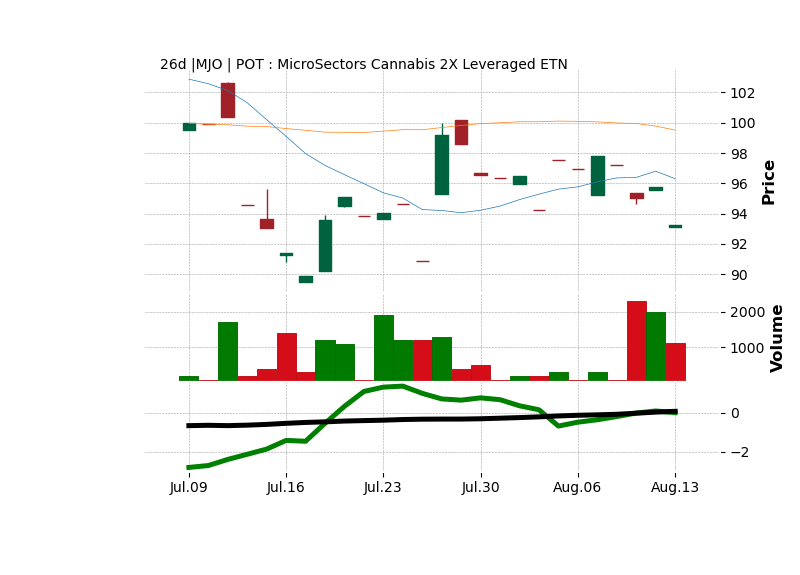 26d |MJO | POT : MicroSectors Cannabis 2X Leveraged ETN
102
100
98
96
94
92
90
Price
2000
1000
Volume
0
−2
Jul.09 Jul.16 Jul.23 Jul.30 Aug.06 Aug.13